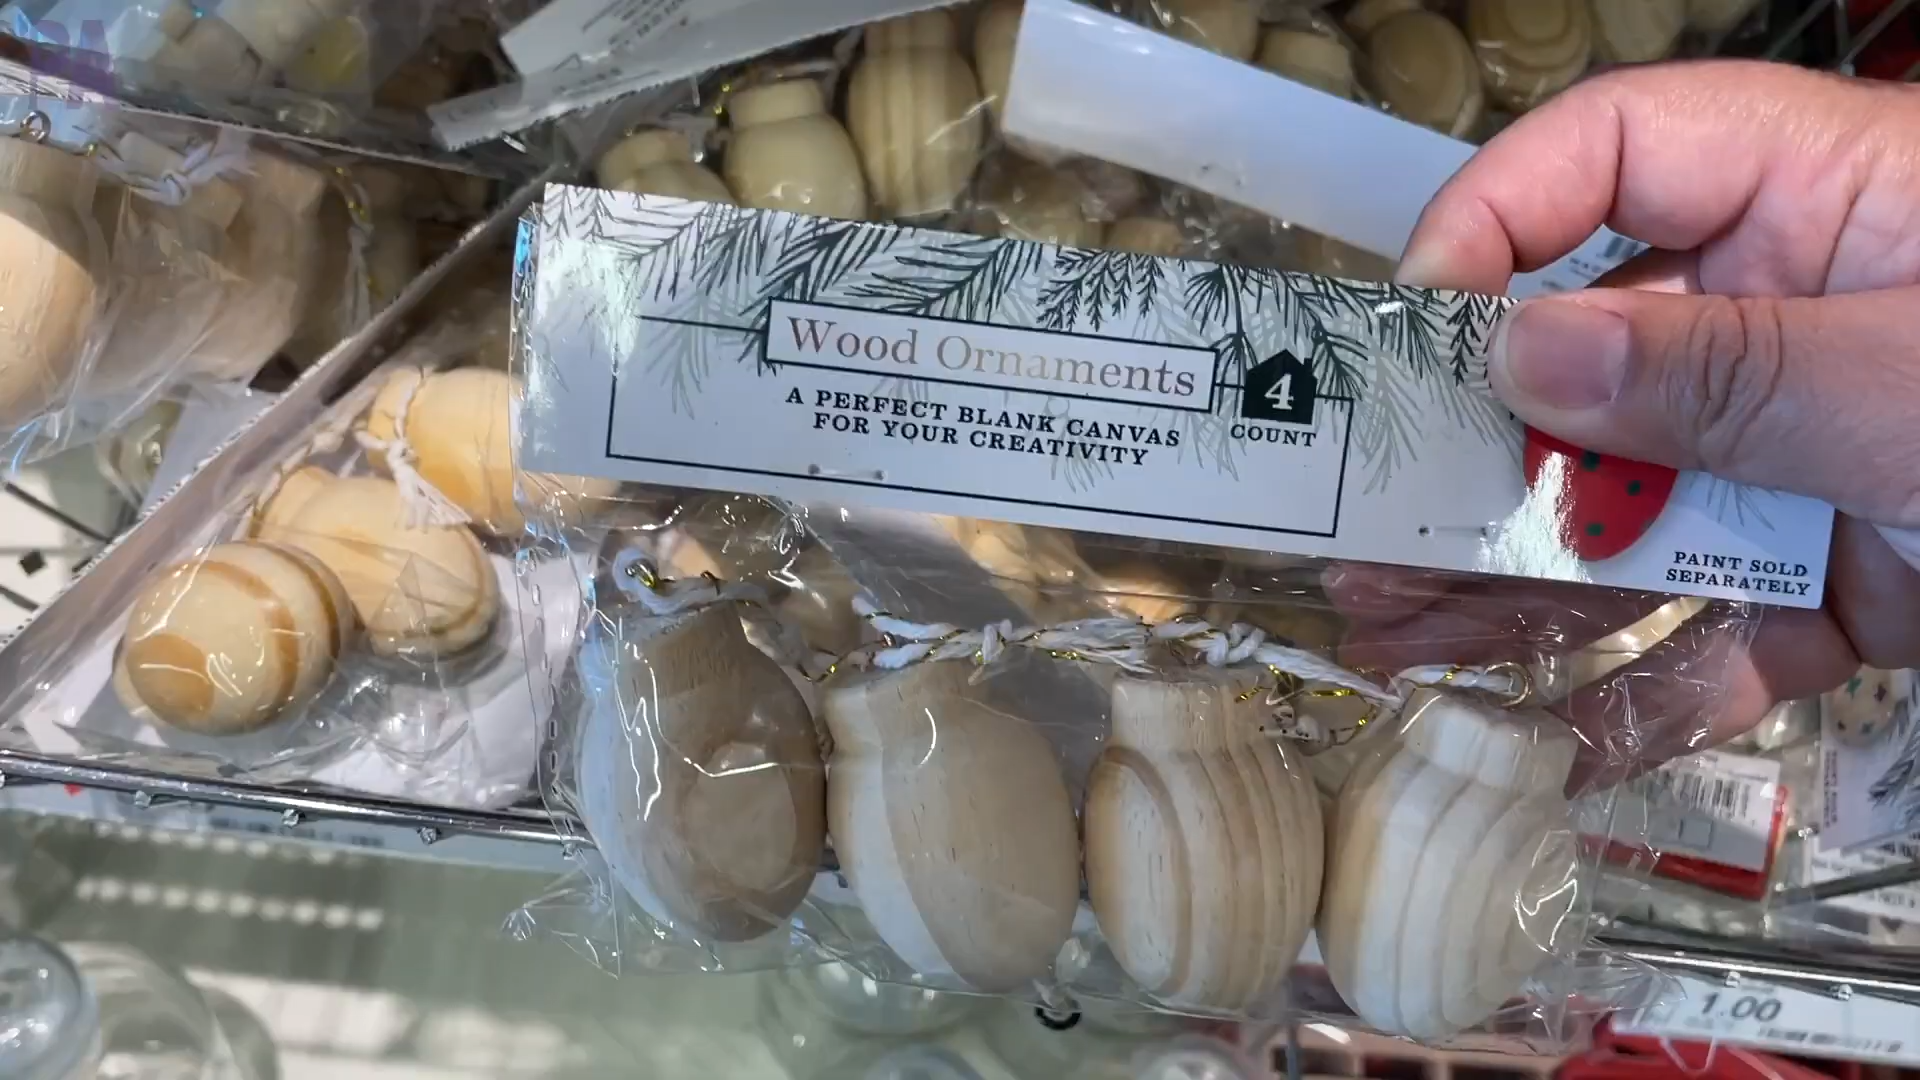 Wood Ornaments
A PERFECT BLANK CANVAS
FOR YOUR CREATIVITY
4
COUNT
PAINT SOLD
SEPARATELY
1.00